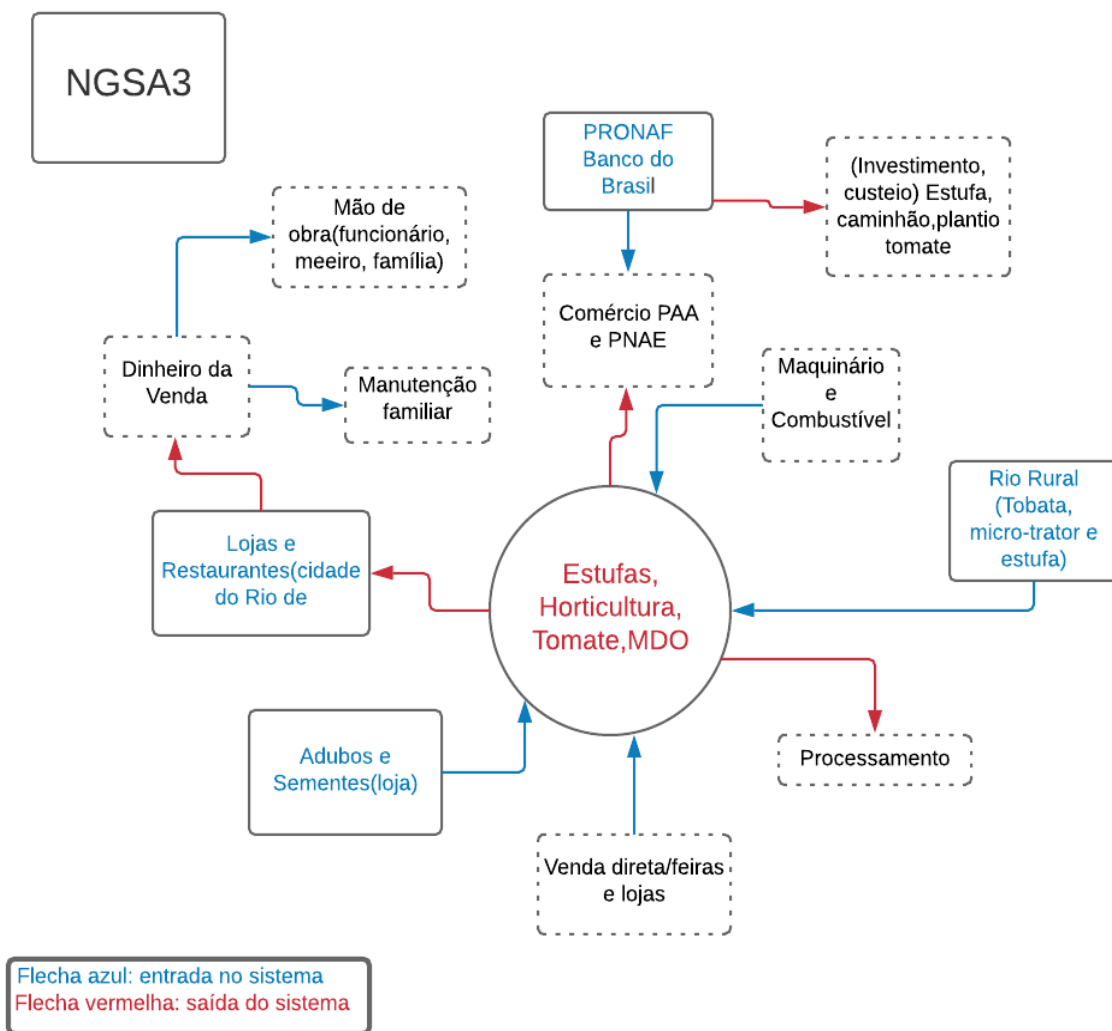 NGSA3
PRONAF
Banco do
Brasil
(Investimento,
custeio) Estufa,
caminhão,plantio
tomate
Mão de
obra(funcionário,
meeiro, família)
Comércio PAA
e PNAE
Dinheiro da
Venda
Manutenção
familiar
Maquinário
e
Combustível
Rio Rural
(Tobata,
micro-trator e
estufa)
Lojas e
Restaurantes(cidade
do Rio de
Estufas,
Horticultura,
Tomate,MDO
Adubos e
Sementes(loja)
Processamento
Venda direta/feiras
e lojas
Flecha azul: entrada no sistema
Flecha vermelha: saída do sistema